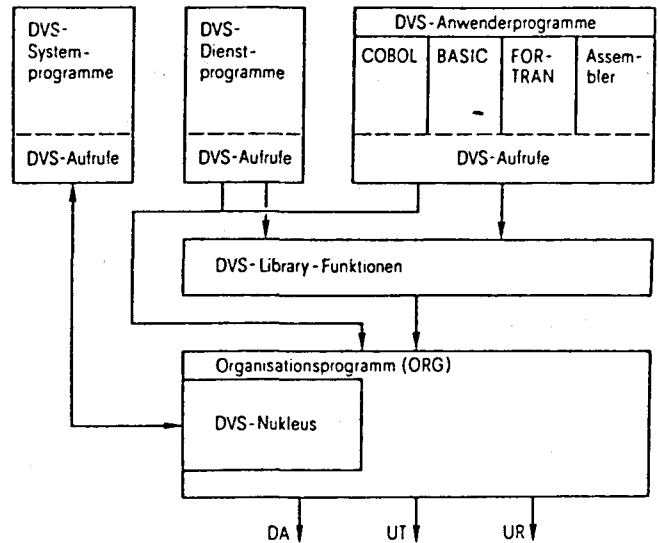 DVS-
System-
programme
DVS-Aufrufe
DVS-
Dienst-
programme
DVS-Aufrufe
DVS-Anwenderprogramme
COBOL
BASIC
FOR-
TRAN
Assem-
bler
DVS-Aufrufe
DVS-Library-Funktionen
Organisationsprogramm (ORG)
DVS-Nukleus
DA
UT
UR